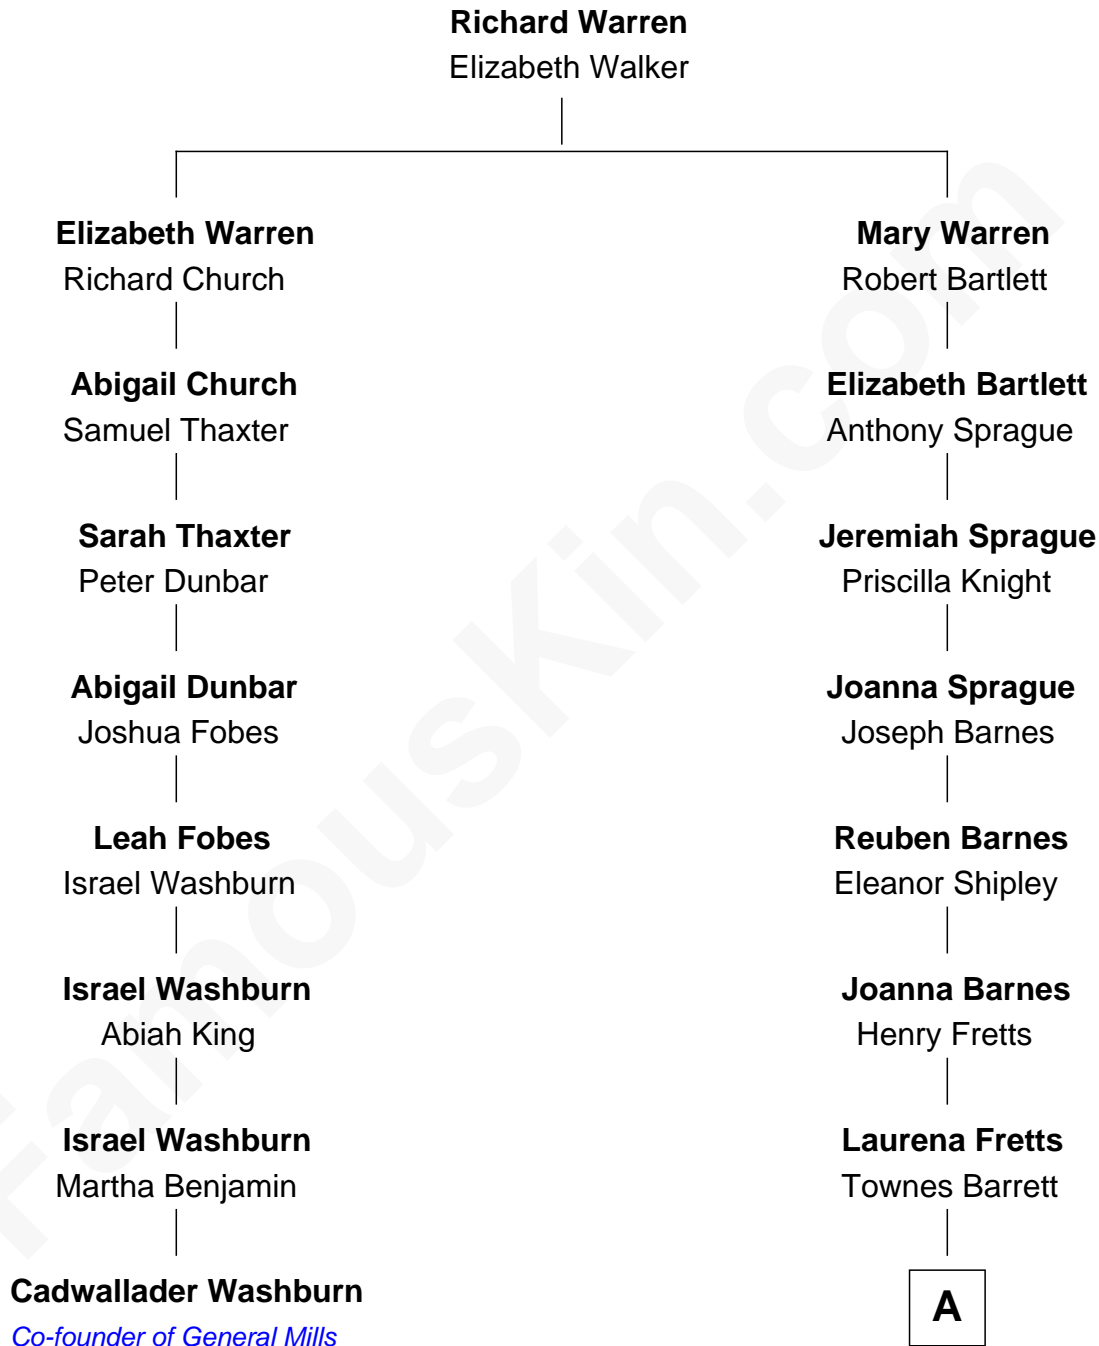 Richard Warren
Elizabeth Walker
Elizabeth Warren
Richard Church
Mary Warren
Robert Bartlett
Abigail Church
Samuel Thaxter
Elizabeth Bartlett
Anthony Sprague
Sarah Thaxter
Peter Dunbar
Jeremiah Sprague
Priscilla Knight
Abigail Dunbar
Joshua Fobes
Joanna Sprague
Joseph Barnes
Leah Fobes
Israel Washburn
Reuben Barnes
Eleanor Shipley
Israel Washburn
Abiah King
Joanna Barnes
Henry Fretts
Israel Washburn
Martha Benjamin
Laurena Fretts
Townes Barrett
Cadwallader Washburn
Co-founder of General Mills
A
FamousKin.com